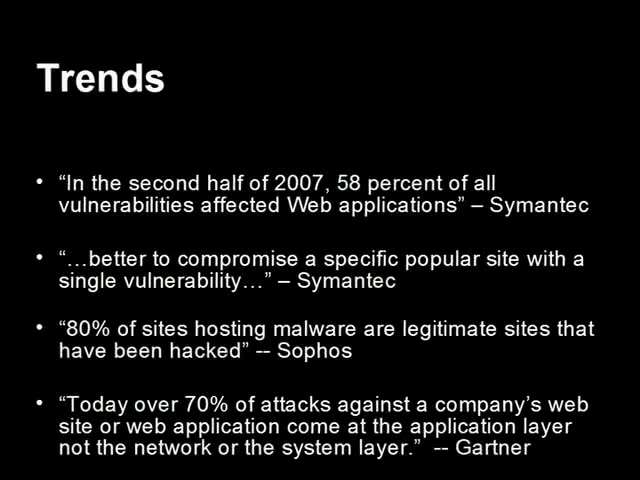 Trends
• “In the second half of 2007, 58 percent of all
vulnerabilities affected Web applications” – Symantec
• “…better to compromise a specific popular site with a
single vulnerability…” – Symantec
• “80% of sites hosting malware are legitimate sites that
have been hacked” -- Sophos
• “Today over 70% of attacks against a company’s web
site or web application come at the application layer
not the network or the system layer.”  -- Gartner